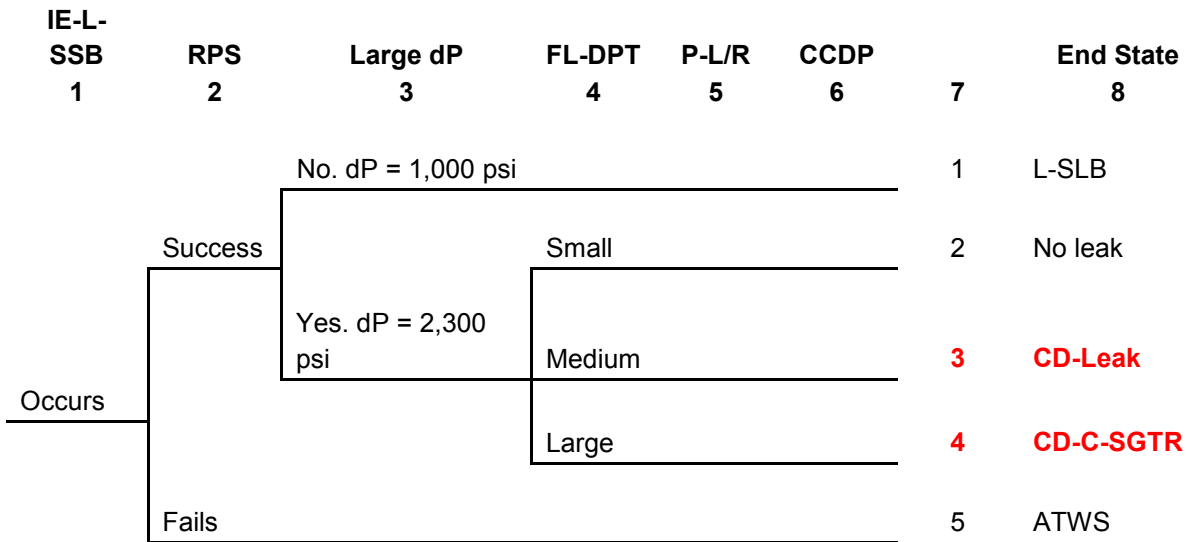 IE-L-
SSB RPS Large dP FL-DPT P-L/R CCDP End State
1 2 3 4 5 6 7 8
No. dP = 1,000 psi 1 L-SLB
Success Small 2 No leak
Yes. dP = 2,300
psi Medium 3 CD-Leak
Occurs
Large 4 CD-C-SGTR
Fails 5 ATWS